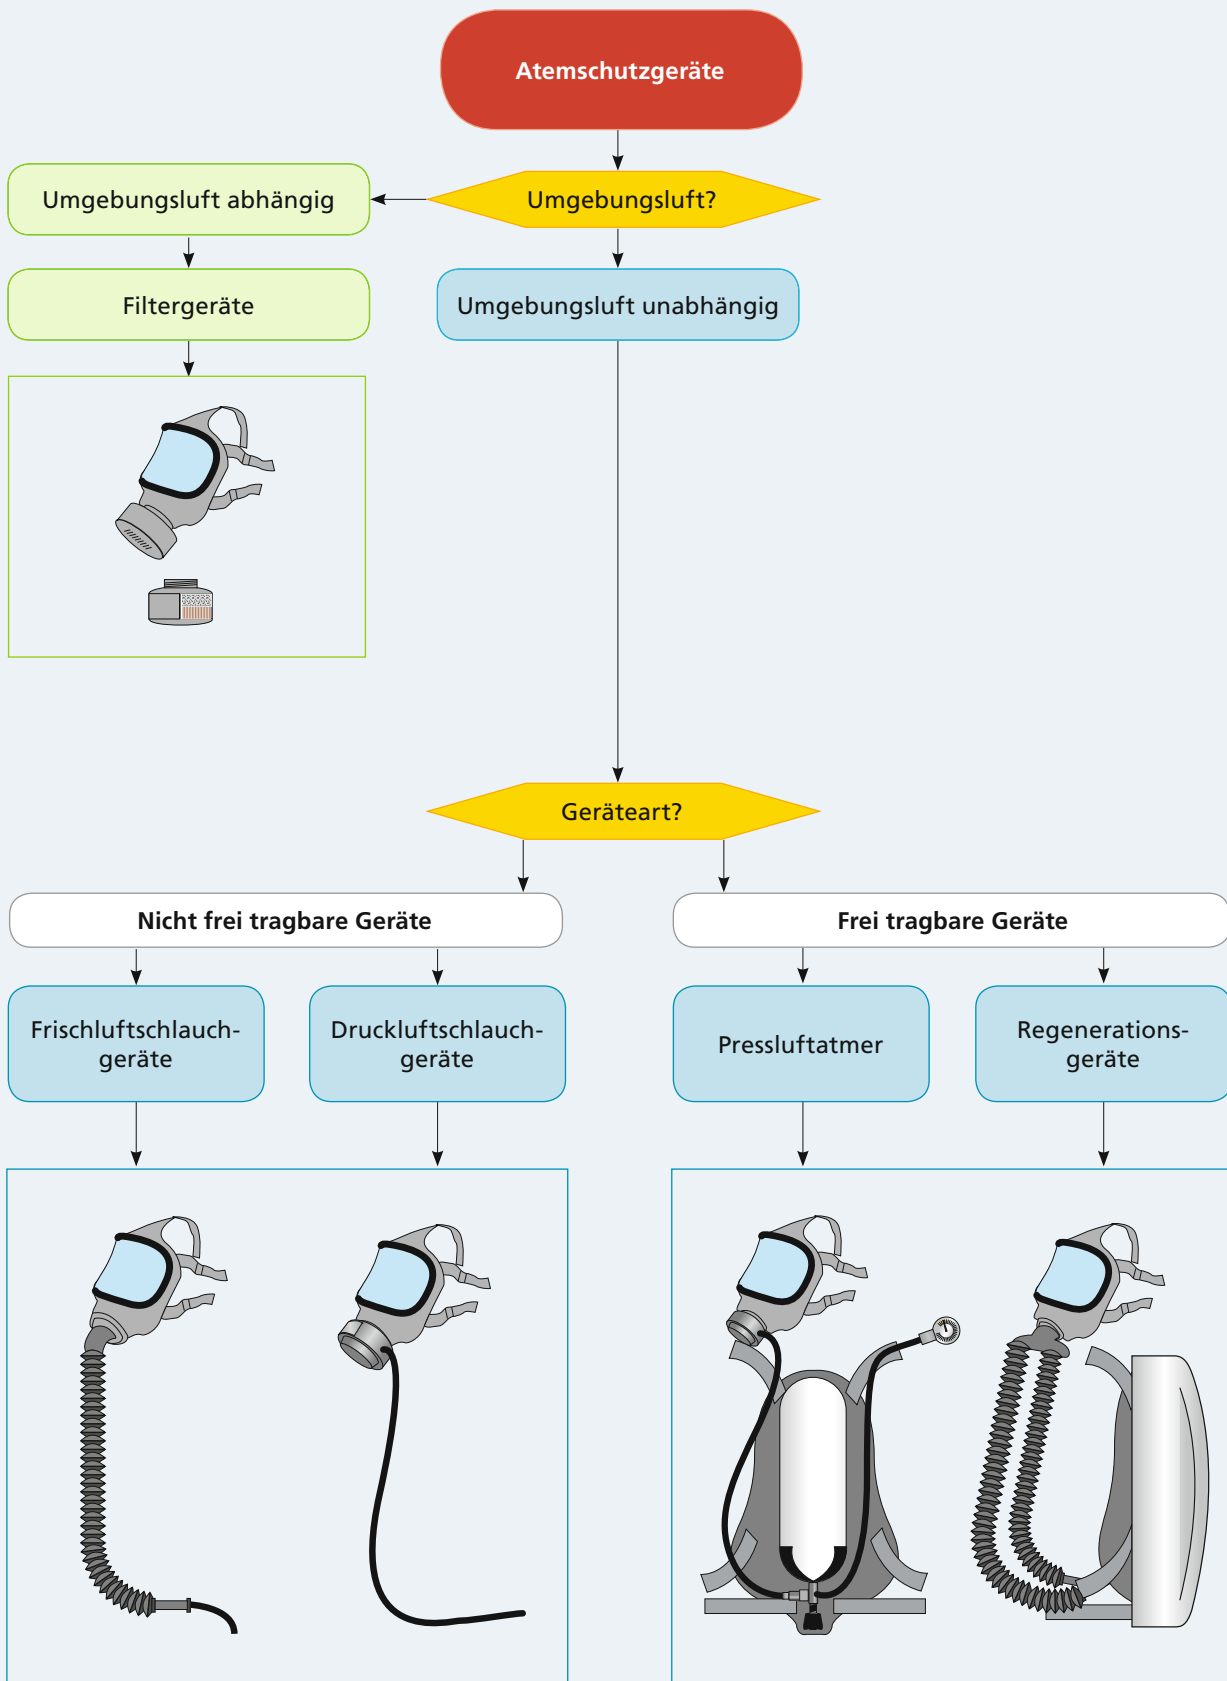 Atemschutzgeräte
Umgebungsluft abhängig
Umgebungsluft?
Filtergeräte
Umgebungsluft unabhängig
Geräteart?
Nicht frei tragbare Geräte
Frei tragbare Geräte
Frischluftschlauch-
geräte
Druckluftschlauch-
geräte
Pressluftatmer
Regenerations-
geräte